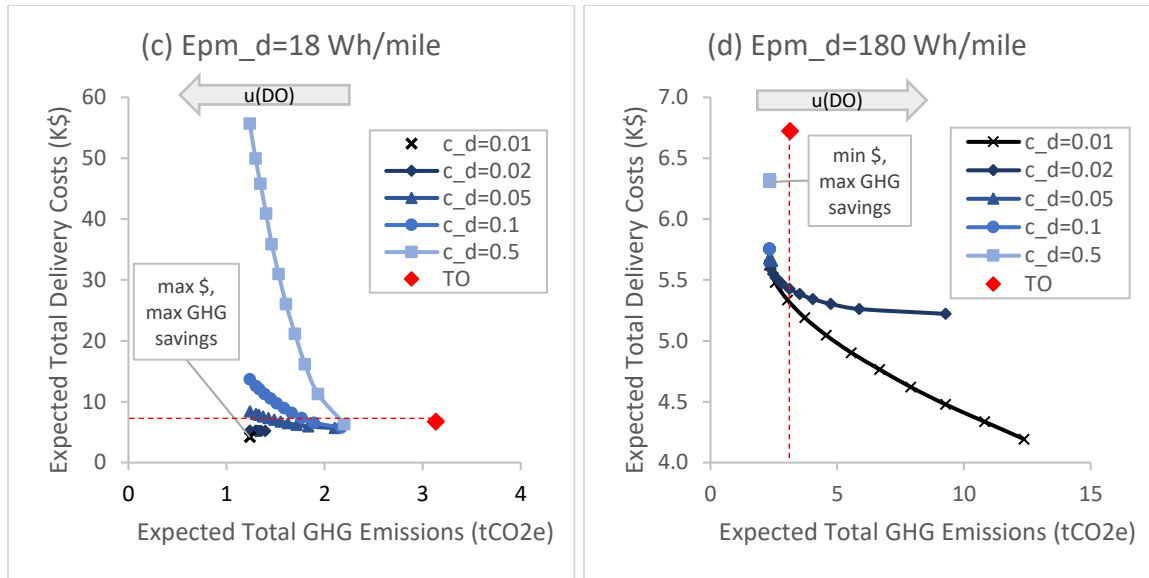 (c) Epm_d=18 Wh/mile
u(DO)
Expected Total Delivery Costs (K$)
60
50
40
30
20
10
0
c_d=0.01
c_d=0.02
c_d=0.05
c_d=0.1
c_d=0.5
TO
max $,
max GHG
savings
0
1
2
3
4
Expected Total GHG Emissions (tCO2e)
(d) Epm_d=180 Wh/mile
u(DO)
Expected Total Delivery Costs (K$)
7.0
6.5
6.0
5.5
5.0
4.5
4.0
min $,
max GHG
savings
c_d=0.01
c_d=0.02
c_d=0.05
c_d=0.1
c_d=0.5
TO
0
5
10
15
Expected Total GHG Emissions (tCO2e)